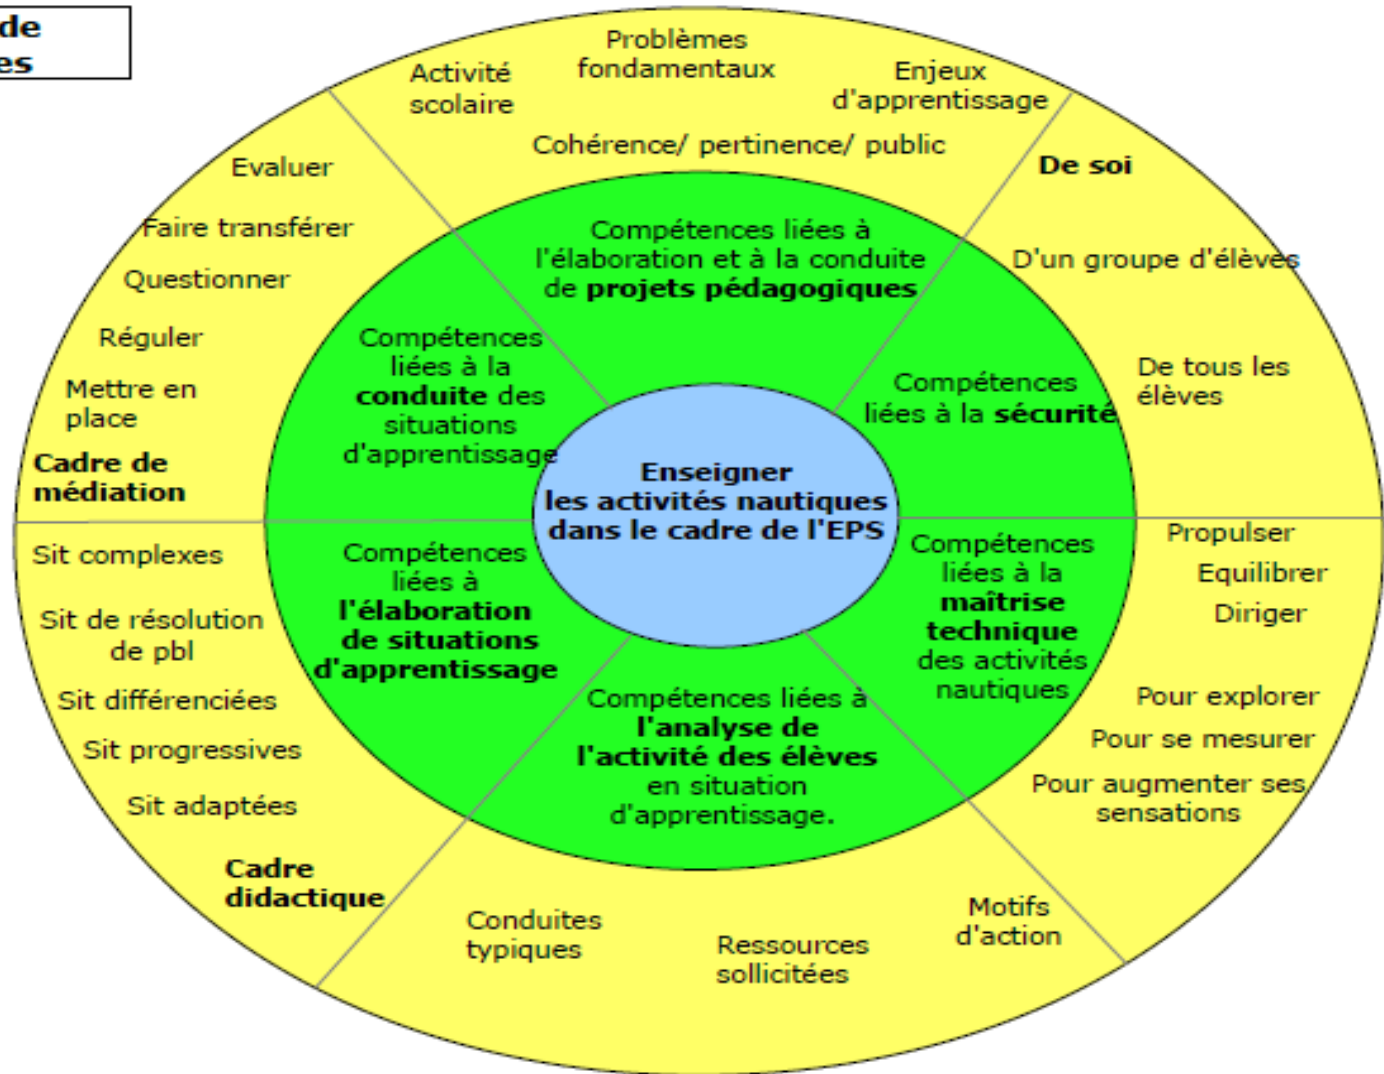 de
es
Problèmes
fondamentaux
Activité
scolaire
Enjeux
d'apprentissage
Cohérence/ pertinence/ public
De soi
D'un groupe d'élèves
De tous les
élèves
Evaluer
Faire transférer
Questionner
Réguler
Mettre en
place
Cadre de
médiation
Compétences liées à
l'élaboration et à la conduite
de projets pédagogiques
Compétences
liées à la
conduite des
situations
d'apprentissage
Compétences
liées à la sécurité
Enseigner
les activités nautiques
dans le cadre de l'EPS
Sit complexes
Sit de résolution
de pbl
Sit différenciées
Sit progressives
Sit adaptées
Cadre
didactique
Compétences
liées à
l'élaboration
de situations
d'apprentissage
Compétences
liées à la
maîtrise
technique
des activités
nautiques
Propulser
Equilibrer
Diriger
Pour explorer
Pour se mesurer
Pour augmenter ses
sensations
Compétences liées à
l'analyse de
l'activité des élèves
en situation
d'apprentissage.
Conduites
typiques
Ressources
sollicitées
Motifs
d'action